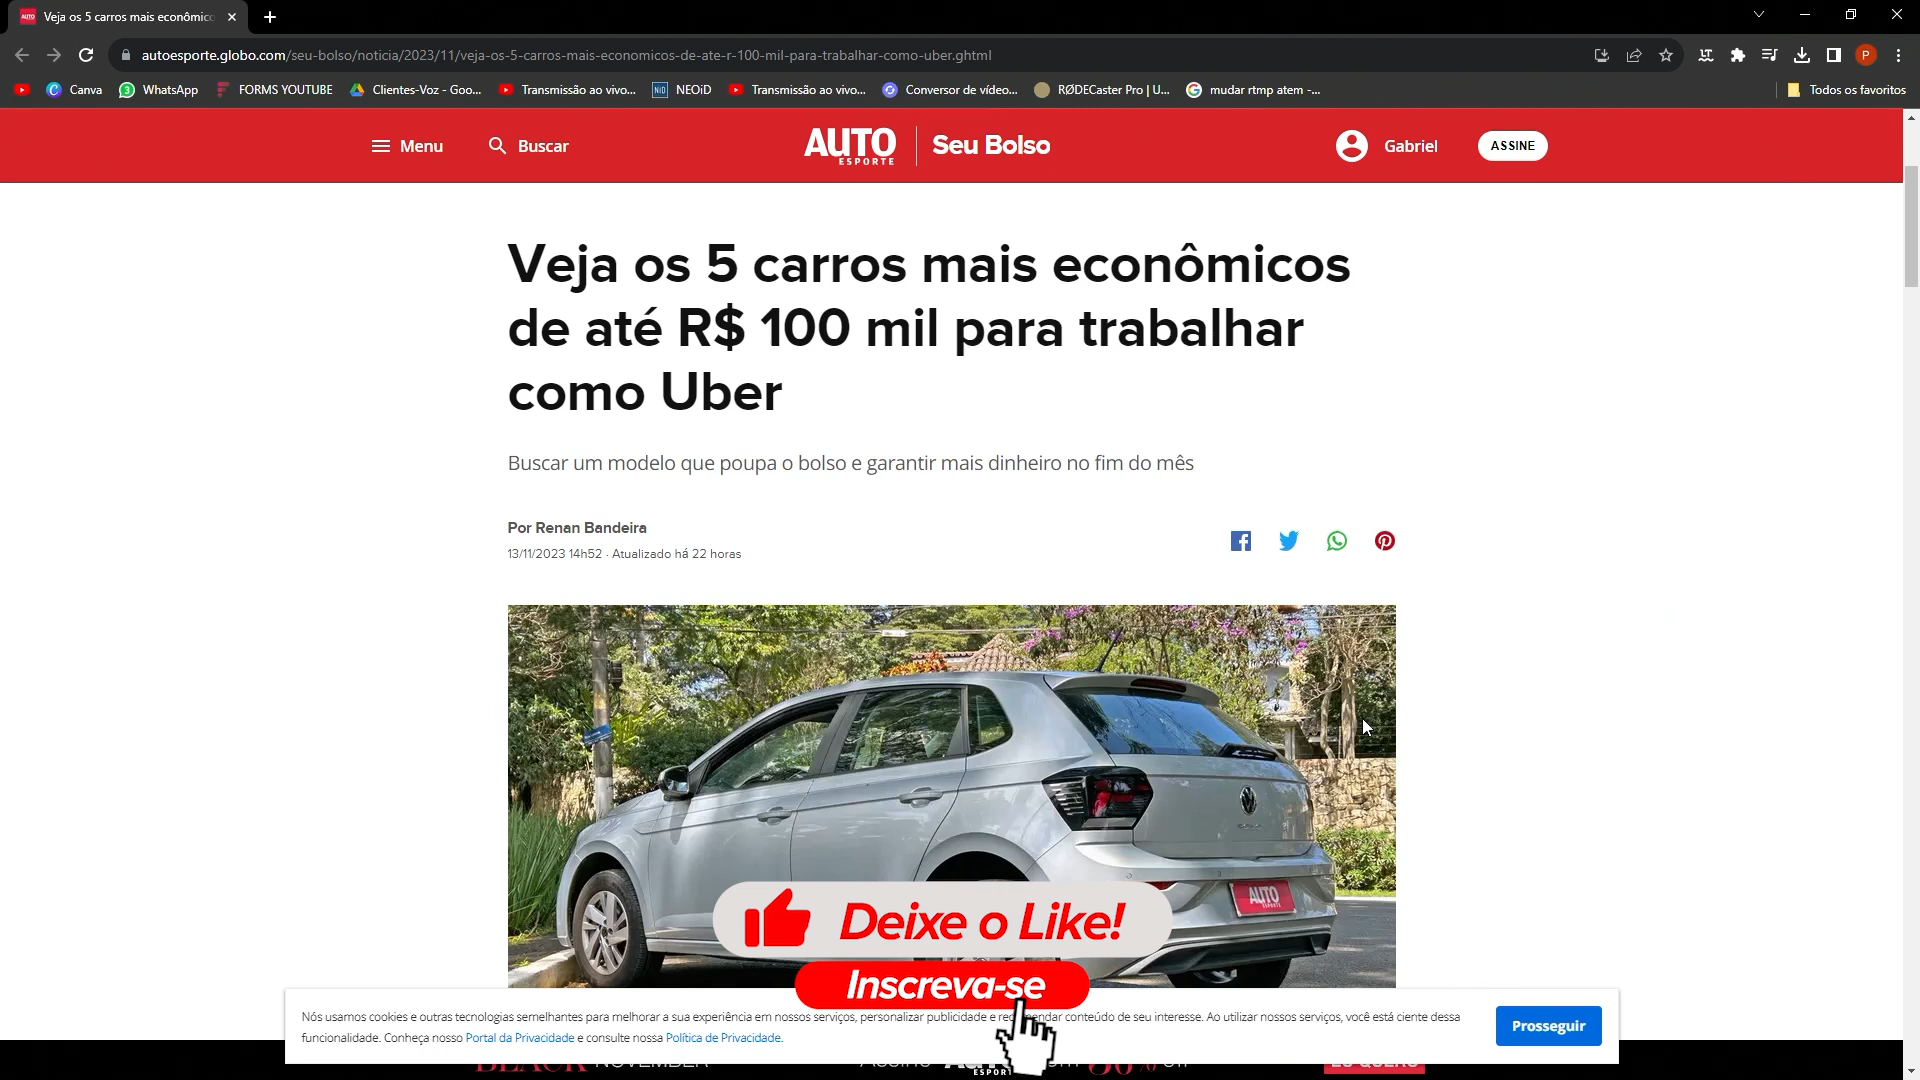 Veja os 5 carros mais econômico
autoesporte.globo.com/seu-bolso/noticia/2023/11/veja-os-5-carros-mais-economicos-de-ate-r-100-mil-para-trabalhar-como-uber.ghtml
Canva WhatsApp FORMS YOUTUBE Clientes-Voz - Goo... Transmissão ao vivo... NEOiD Transmissão ao vivo... Conversor de vídeo... RØDECaster Pro | U... mudar rtmp atem -... Todos os favoritos
Menu Buscar AUTO ESPORTE Seu Bolso Gabriel ASSINE
Veja os 5 carros mais econômicos
de até R$ 100 mil para trabalhar
como Uber
Buscar um modelo que poupa o bolso e garantir mais dinheiro no fim do mês
Por Renan Bandeira
13/11/2023 14h52 · Atualizado há 22 horas
AUTO
Deixe o Like!
Inscreva-se
Nós usamos cookies e outras tecnologias semelhantes para melhorar a sua experiência em nossos serviços, personalizar publicidade e recomendar conteúdo de seu interesse. Ao utilizar nossos serviços, você está ciente dessa
funcionalidade. Conheça nosso Portal da Privacidade e consulte nossa Política de Privacidade.
Prosseguir
BLACK NOVEMBER ESPORTE